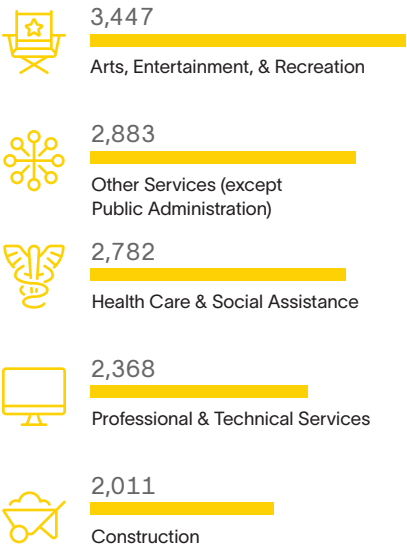 3,447
Arts, Entertainment, & Recreation
2,883
Other Services (except
Public Administration)
2,782
Health Care & Social Assistance
2,368
Professional & Technical Services
2,011
Construction